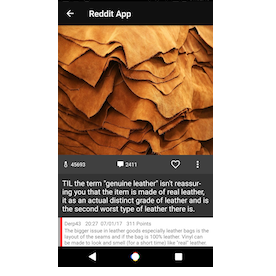 Reddit App
45693 2411
TIL the term "genuine leather" isn't reassur-
ing you that the item is made of real leather,
it as an actual distinct grade of leather and is
the second worst type of leather there is.
Derp43 20:27 07/01/17 311 Points
The bigger issue in leather goods especially leather bags is the
layout of the seams and if the bag is 100% leather. Vinyl can
be made to look and smell (for a short time) like "real" leather